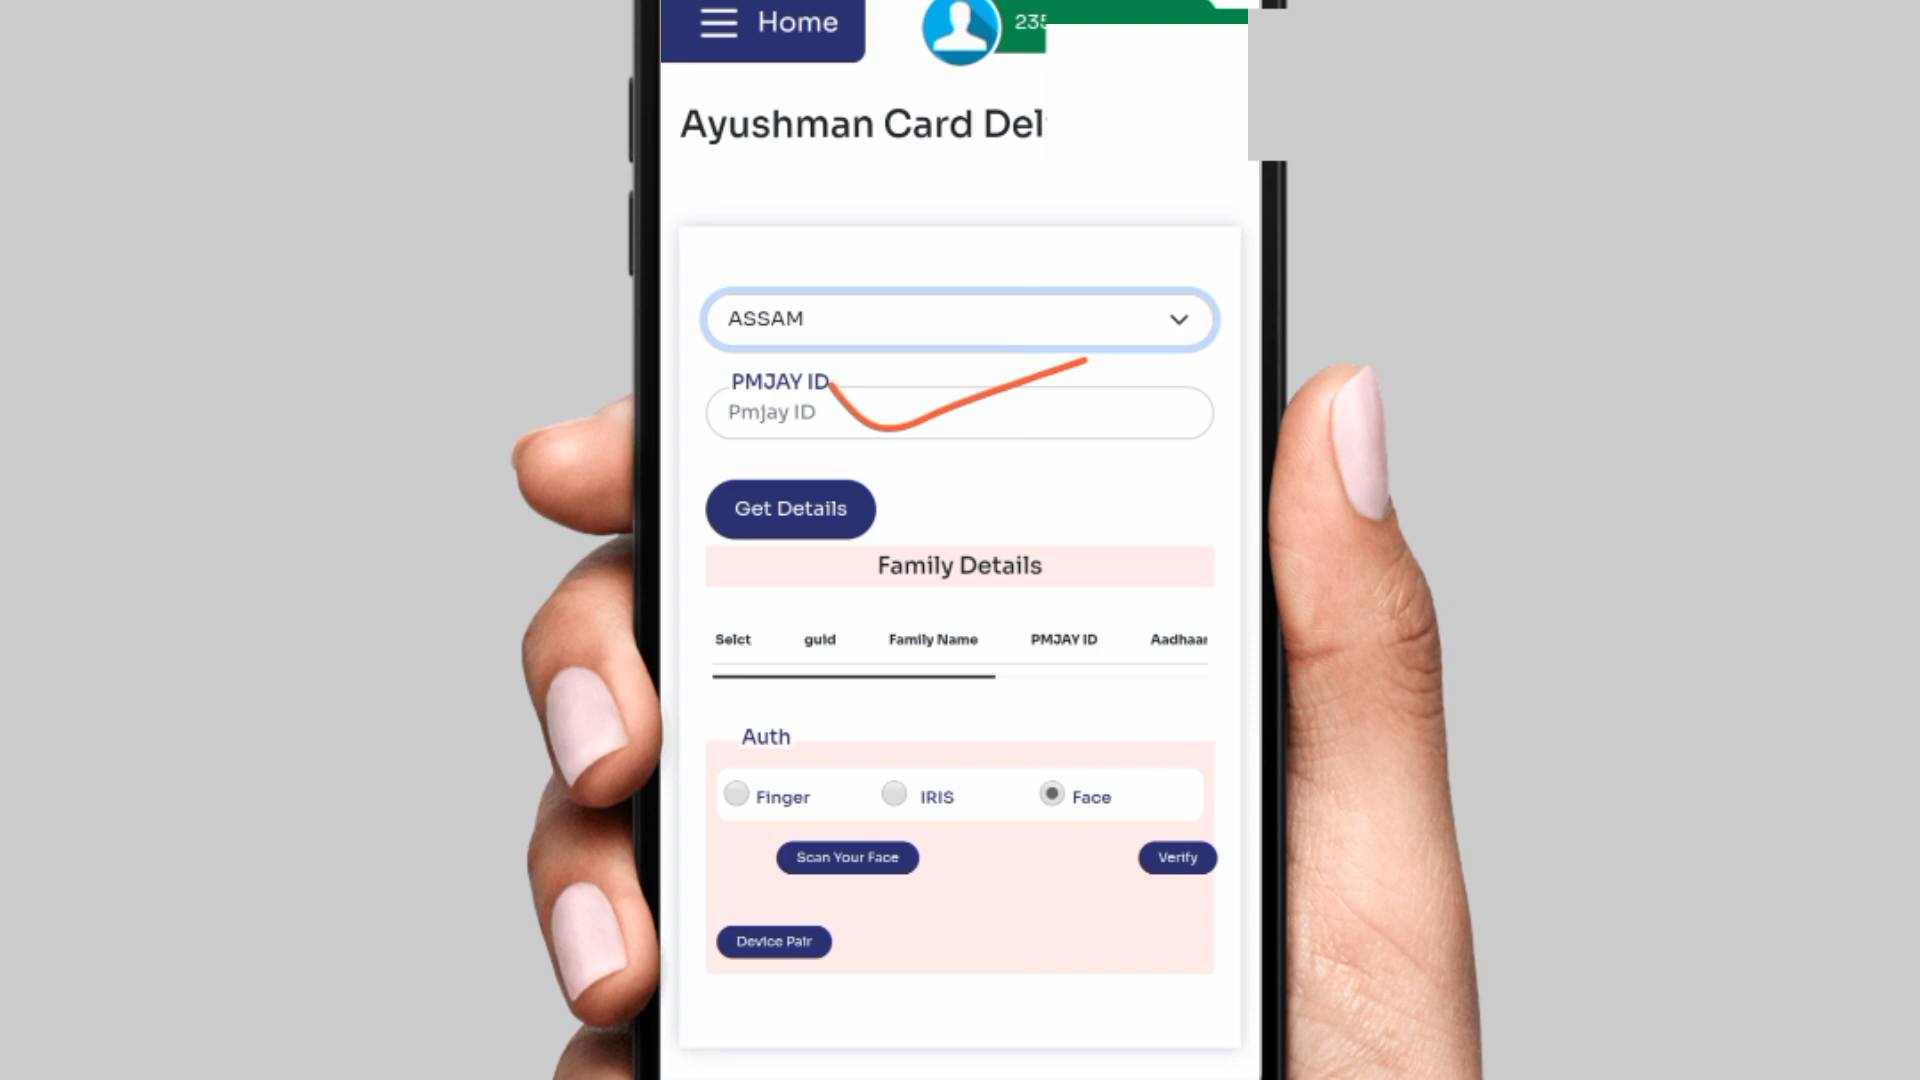 Home
235
Ayushman Card Del
ASSAM
PMJAY ID
Pmjay ID
Get Details
Family Details
Selct guid Family Name PMJAY ID Aadhaar
Auth
Finger IRIS Face
Scan Your Face Verify
Device Pair